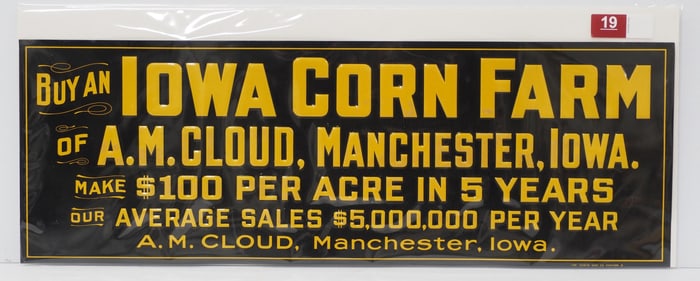 19
BUY AN IOWA CORN FARM
OF A.M. CLOUD, MANCHESTER, IOWA.
MAKE $100 PER ACRE IN 5 YEARS
OUR AVERAGE SALES $5,000,000 PER YEAR
A.M. CLOUD, Manchester, Iowa.